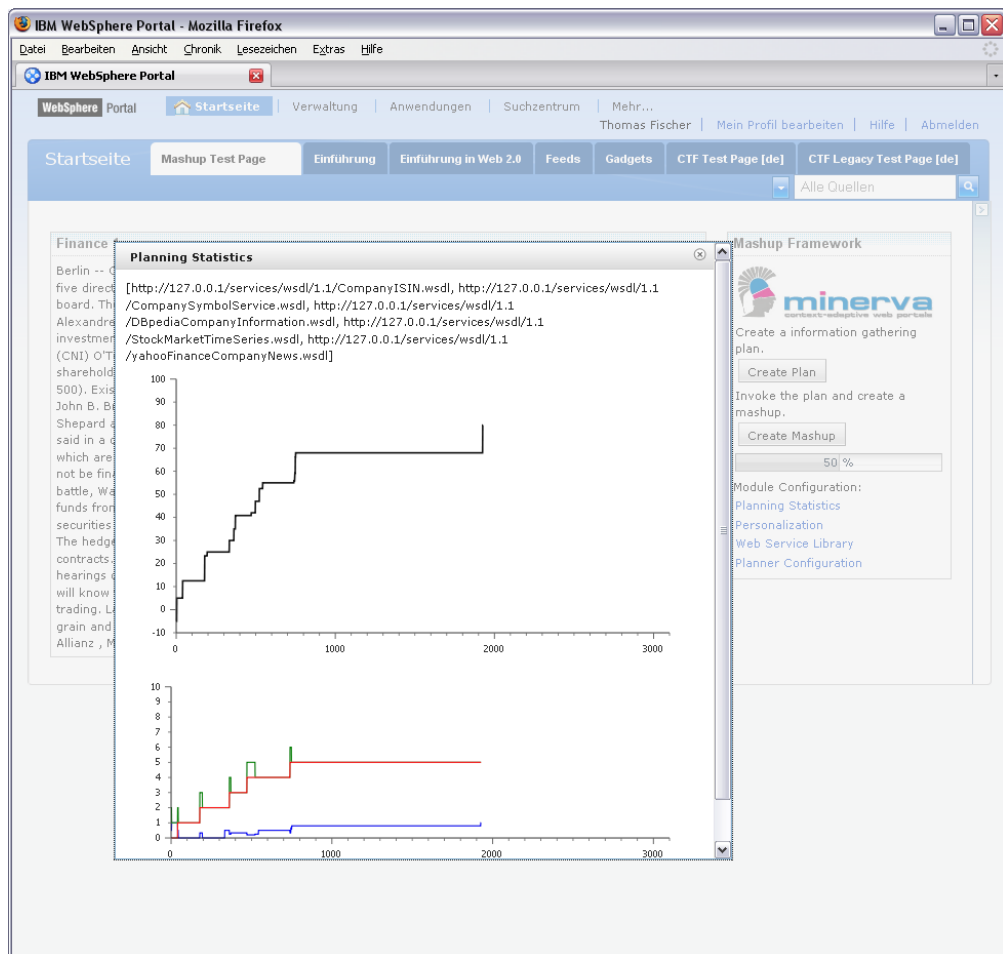 IBM WebSphere Portal - Mozilla Firefox
Datei Bearbeiten Ansicht Chronik Lesezeichen Extras Hilfe
IBM WebSphere Portal
WebSphere Portal Startseite Verwaltung Anwendungen Suchzentrum Mehr...
Thomas Fischer Mein Profil bearbeiten Hilfe Abmelden
Startseite Mashup Test Page Einführung Einführung in Web 2.0 Feeds Gadgets CTF Test Page [de] CTF Legacy Test Page [de]
Alle Quellen
Finance
Berlin --
five direct
board.
Alexandre
investmen
(CNI)
sharehold
500).
John B.
Shepard
said in a
which are
not be
battle,
funds from
securities
The hedge
contracts.
hearings
will know
trading.
grain and
Allianz ,
Planning Statistics
[http://127.0.0.1/services/wsdl/1.1/CompanyISIN.wsdl, http://127.0.0.1/services/wsdl/1.1
/CompanySymbolService.wsdl, http://127.0.0.1/services/wsdl/1.1
/DBpediaCompanyInformation.wsdl, http://127.0.0.1/services/wsdl/1.1
/StockMarketTimeSeries.wsdl, http://127.0.0.1/services/wsdl/1.1
/yahooFinanceCompanyNews.wsdl]
100
90
80
70
60
50
40
30
20
10
0
-10
0 1000 2000 3000
10
9
8
7
6
5
4
3
2
1
0
0 1000 2000 3000
Mashup Framework
minerva
context-adaptive web portals
Create a information gathering
plan.
Create Plan
Invoke the plan and create a
mashup.
Create Mashup
50 %
Module Configuration:
Planning Statistics
Personalization
Web Service Library
Planner Configuration